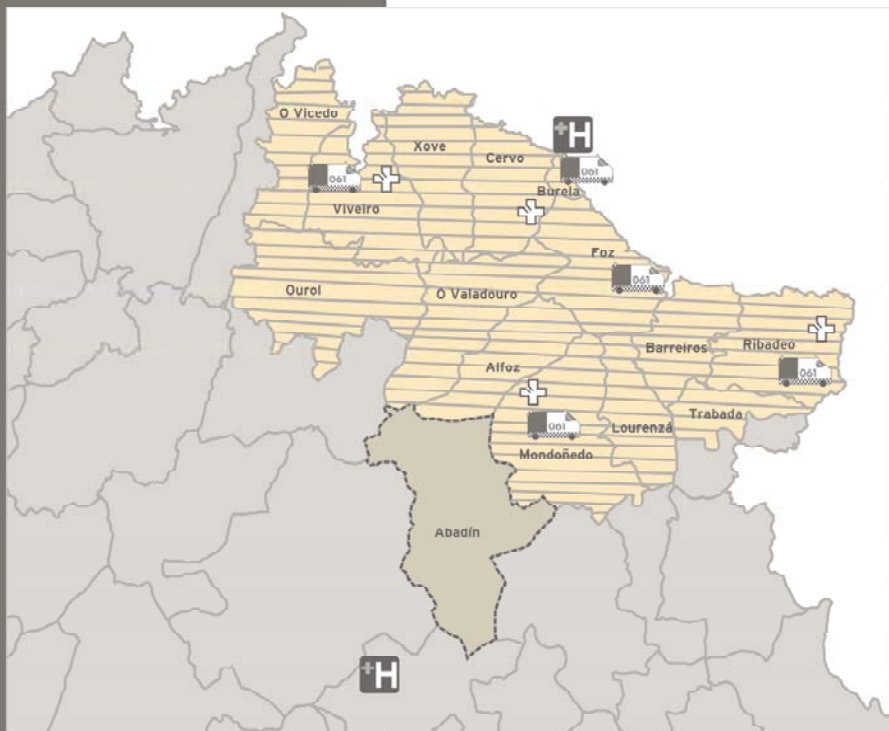 O Vicedo
Xove
Cervo
+H
061
Burela
061
Viveiro
Foz
061
Ourol
O Valadouro
Barreiros
Ribadeo
Alfoz
061
Trabada
061
Lourenzá
Mondoñedo
Abadín
+H